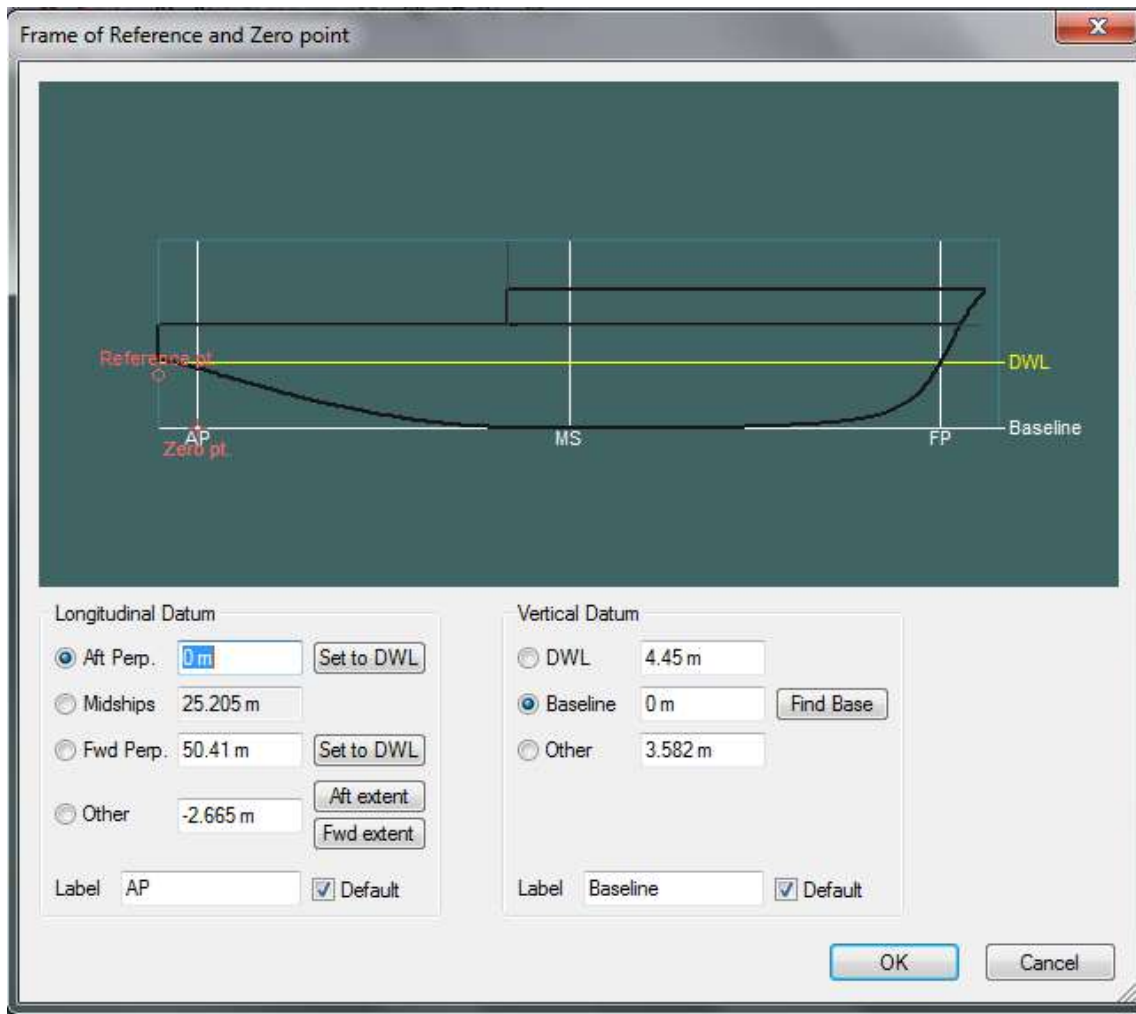 Frame of Reference and Zero point
Reference pt.
DWL
AP
Zero pt.
MS
FP
Baseline
Longitudinal Datum
Aft Perp. 0 m Set to DWL
Midships 25.205 m
Fwd Perp. 50.41 m Set to DWL
Other -2.665 m Aft extent
Fwd extent
Label AP Default
Vertical Datum
DWL 4.45 m
Baseline 0 m Find Base
Other 3.582 m
Label Baseline Default
OK Cancel